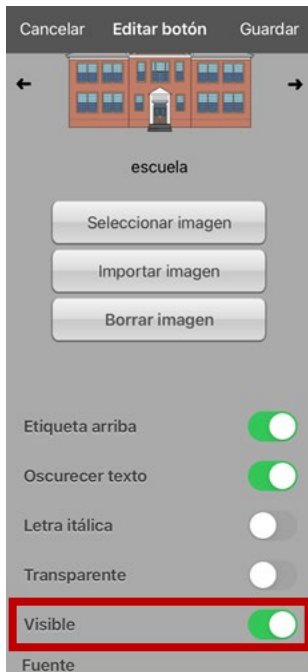 Cancelar Editar botón Guardar
escuela
Seleccionar imagen
Importar imagen
Borrar imagen
Etiqueta arriba
Oscurecer texto
Letra itálica
Transparente
Visible
Fuente